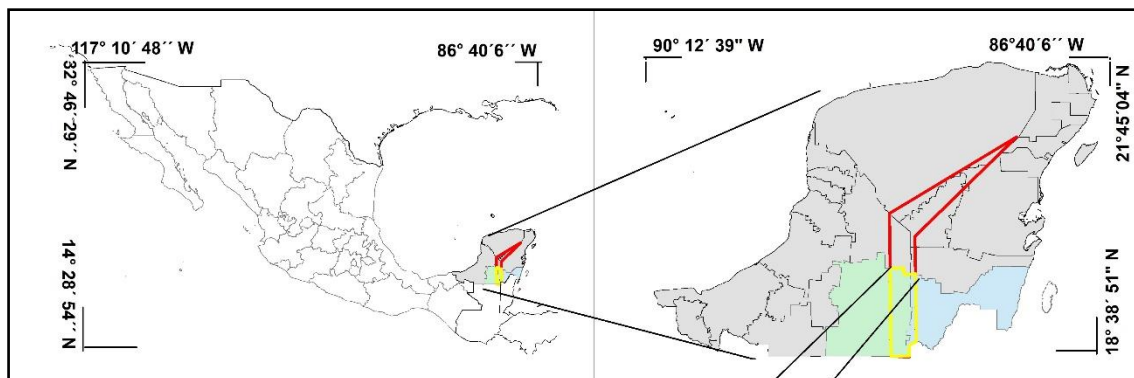 117° 10´ 48´´ W
86° 40´6´´ W
32° 46´29´´ N
14° 28´ 54´´ N
90° 12´ 39" W
86°40´6´´ W
21°45´04" N
18° 38´ 51" N